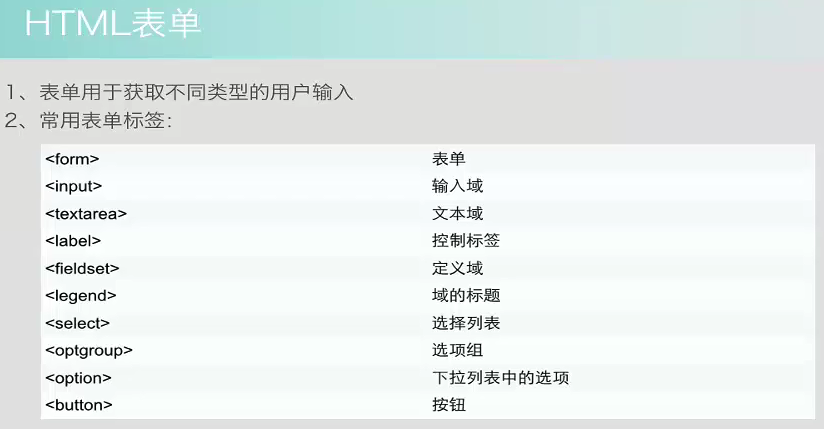 HTML表单
1、表单用于获取不同类型的用户输入
2、常用表单标签：
<form> 表单
<input> 输入域
<textarea> 文本域
<label> 控制标签
<fieldset> 定义域
<legend> 域的标题
<select> 选择列表
<optgroup> 选项组
<option> 下拉列表中的选项
<button> 按钮